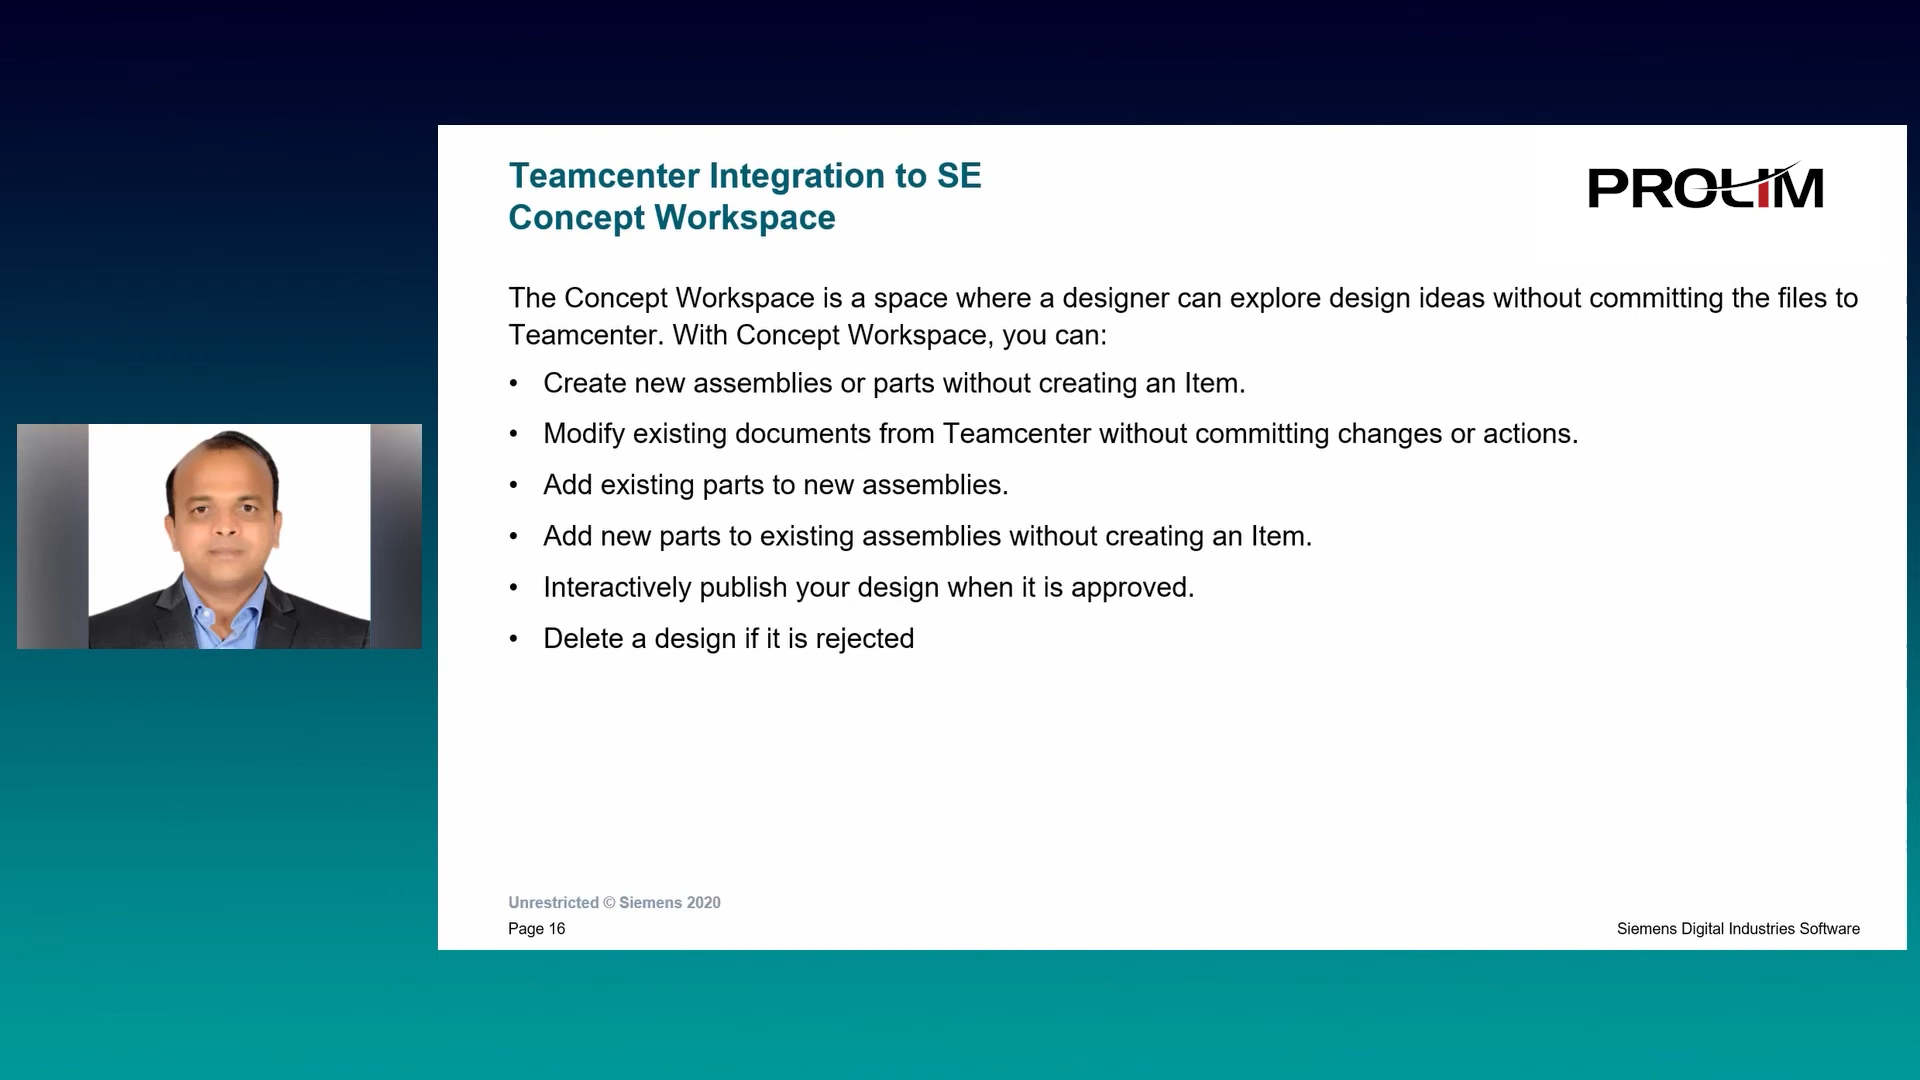 Teamcenter Integration to SE
Concept Workspace
PROLIM
The Concept Workspace is a space where a designer can explore design ideas without committing the files to
Teamcenter. With Concept Workspace, you can:
• Create new assemblies or parts without creating an Item.
• Modify existing documents from Teamcenter without committing changes or actions.
• Add existing parts to new assemblies.
• Add new parts to existing assemblies without creating an Item.
• Interactively publish your design when it is approved.
• Delete a design if it is rejected
Unrestricted © Siemens 2020
Page 16
Siemens Digital Industries Software